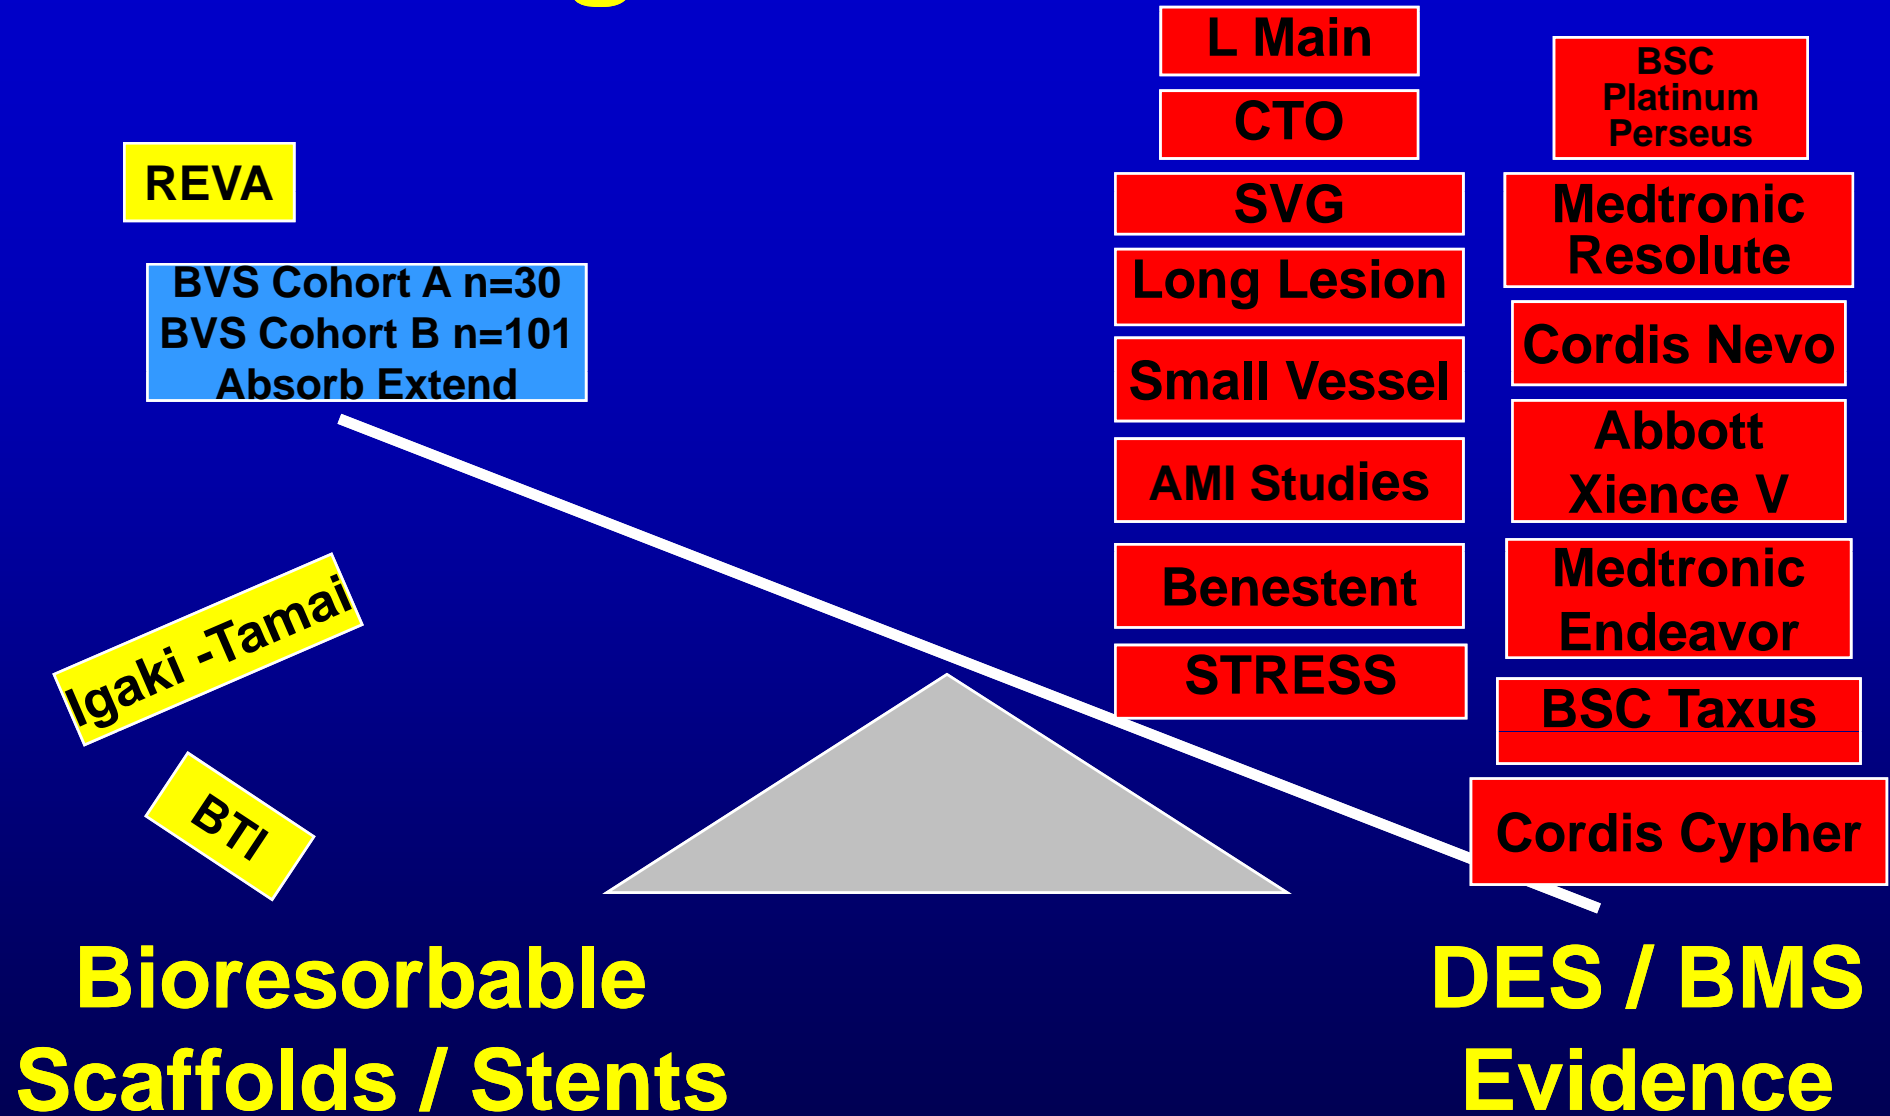 REVA
BVS Cohort A n=30
BVS Cohort B n=101
Absorb Extend
Igaki -Tamai
BTI
L Main
CTO
SVG
Long Lesion
Small Vessel
AMI Studies
Benestent
STRESS
BSC
Platinum
Perseus
Medtronic
Resolute
Cordis Nevo
Abbott
Xience V
Medtronic
Endeavor
BSC Taxus
Cordis Cypher
Bioresorbable
Scaffolds / Stents
DES / BMS
Evidence